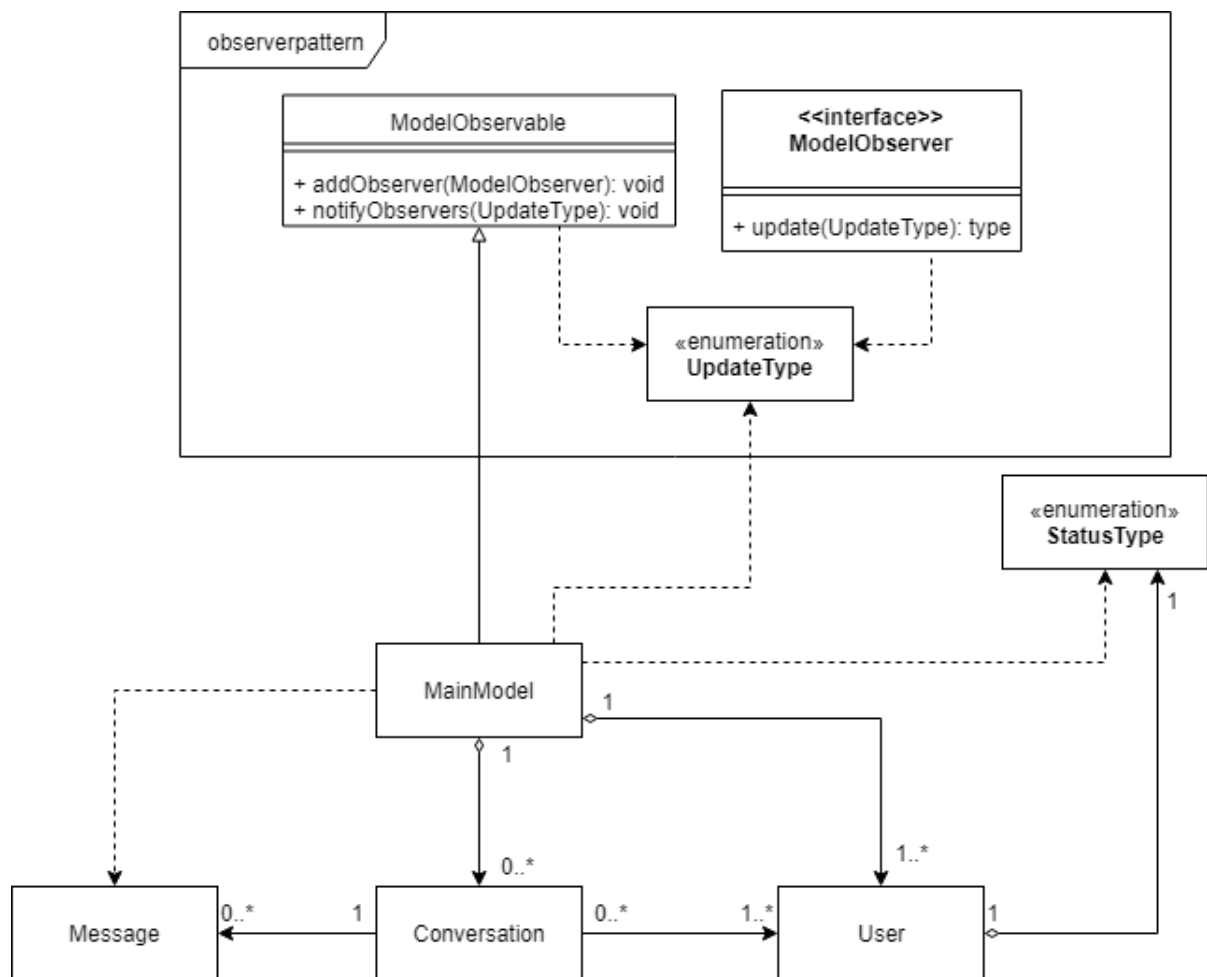 observerpattern
ModelObservable
+ addObserver(ModelObserver): void
+ notifyObservers(UpdateType): void
<<interface>>
ModelObserver
+ update(UpdateType): type
«enumeration»
UpdateType
«enumeration»
StatusType
1
MainModel
1
1
0..*
1..*
Message
0..*
1
Conversation
0..*
1..*
User
1